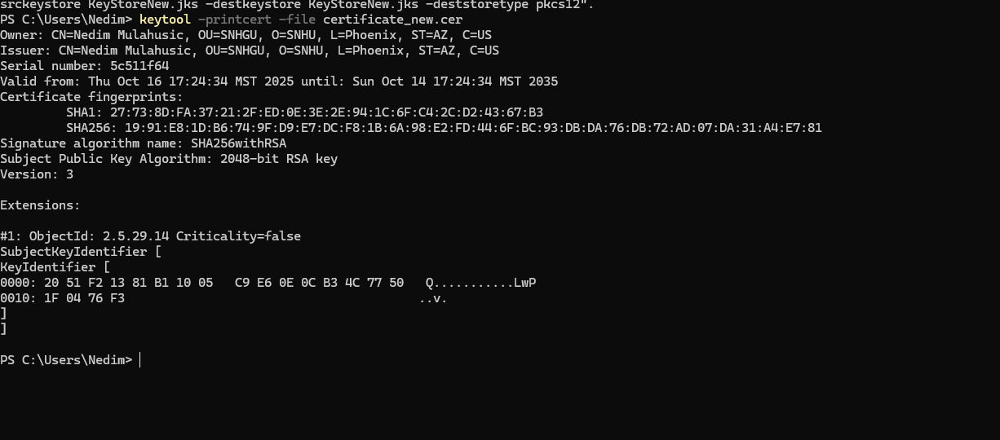 srckeystore KeyStoreNew.jks -destkeystore KeyStoreNew.jks -deststoretype pkcs12".
PS C:\Users\Nedim> keytool -printcert -file certificate_new.cer
Owner: CN=Nedim Mulahusic, OU=SNHGU, O=SNHU, L=Phoenix, ST=AZ, C=US
Issuer: CN=Nedim Mulahusic, OU=SNHGU, O=SNHU, L=Phoenix, ST=AZ, C=US
Serial number: 5c511f64
Valid from: Thu Oct 16 17:24:34 MST 2025 until: Sun Oct 14 17:24:34 MST 2035
Certificate fingerprints:
SHA1: 27:73:8D:FA:37:21:2F:ED:0E:3E:2E:94:1C:6F:C4:2C:D2:43:67:B3
SHA256: 19:91:E8:1D:B6:74:9F:D9:E7:DC:F8:1B:6A:98:E2:FD:44:6F:BC:93:DB:DA:76:DB:72:AD:07:DA:31:A4:E7:81
Signature algorithm name: SHA256withRSA
Subject Public Key Algorithm: 2048-bit RSA key
Version: 3
Extensions:
#1: ObjectId: 2.5.29.14 Criticality=false
SubjectKeyIdentifier [
KeyIdentifier [
0000: 20 51 F2 13 81 B1 10 05   C9 E6 0E 0C B3 4C 77 50   Q...........LwP
0010: 1F 04 76 F3                                        ..v.
]
]
PS C:\Users\Nedim>